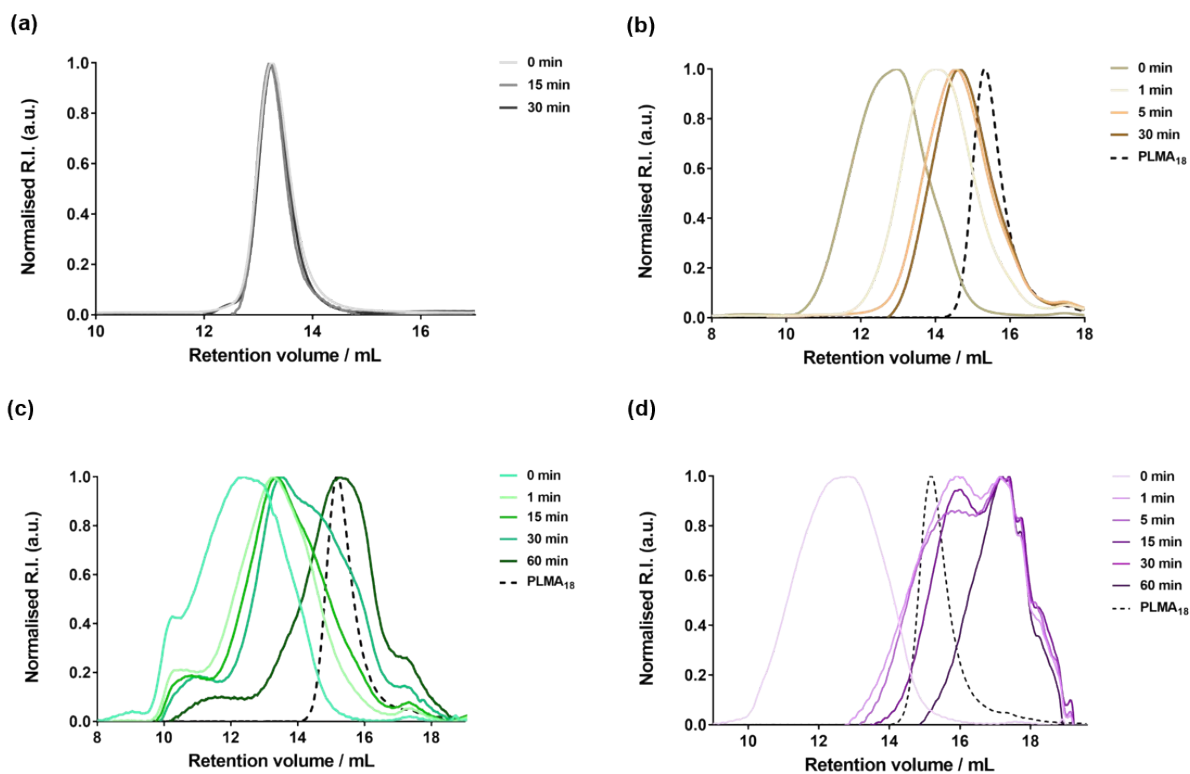 (a)
Normalised R.I. (a.u.)
1.0
0.8
0.6
0.4
0.2
0.0
10
12
14
16
Retention volume / mL
0 min
15 min
30 min
(b)
Normalised R.I. (a.u.)
1.0
0.8
0.6
0.4
0.2
0.0
8
10
12
14
16
18
Retention volume / mL
0 min
1 min
5 min
30 min
PLMA18
(c)
Normalised R.I. (a.u.)
1.0
0.8
0.6
0.4
0.2
0.0
8
10
12
14
16
18
Retention volume / mL
0 min
1 min
15 min
30 min
60 min
PLMA18
(d)
Normalised R.I. (a.u.)
1.0
0.8
0.6
0.4
0.2
0.0
10
12
14
16
18
Retention volume / mL
0 min
1 min
5 min
15 min
30 min
60 min
PLMA18